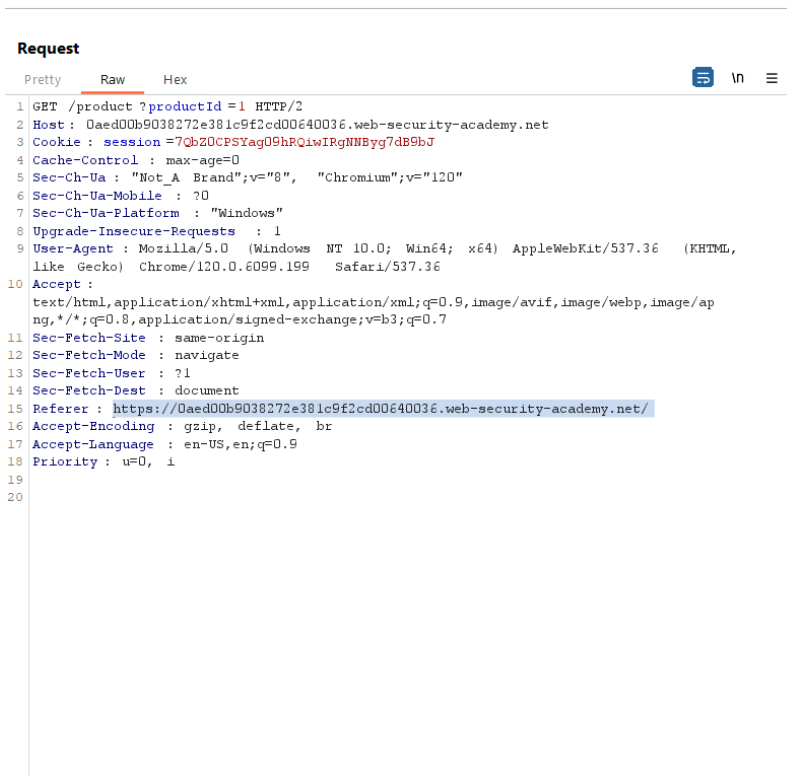 Request
Pretty Raw Hex \n
1 GET /product ?productId =1 HTTP/2
2 Host : 0aed00b9038272e381c9f2cd00640036.web-security-academy.net
3 Cookie : session =7QbZ0CPSYag09hRQiwIRgNNByg7dB9bJ
4 Cache-Control : max-age=0
5 Sec-Ch-Ua : "Not_A Brand";v="8", "Chromium";v="120"
6 Sec-Ch-Ua-Mobile : ?0
7 Sec-Ch-Ua-Platform : "Windows"
8 Upgrade-Insecure-Requests : 1
9 User-Agent : Mozilla/5.0 (Windows NT 10.0; Win64; x64) AppleWebKit/537.36 (KHTML,
like Gecko) Chrome/120.0.6099.199 Safari/537.36
10 Accept :
text/html,application/xhtml+xml,application/xml;q=0.9,image/avif,image/webp,image/ap
ng,*/*;q=0.8,application/signed-exchange;v=b3;q=0.7
11 Sec-Fetch-Site : same-origin
12 Sec-Fetch-Mode : navigate
13 Sec-Fetch-User : ?1
14 Sec-Fetch-Dest : document
15 Referer : https://0aed00b9038272e381c9f2cd00640036.web-security-academy.net/
16 Accept-Encoding : gzip, deflate, br
17 Accept-Language : en-US,en;q=0.9
18 Priority : u=0, i
19
20